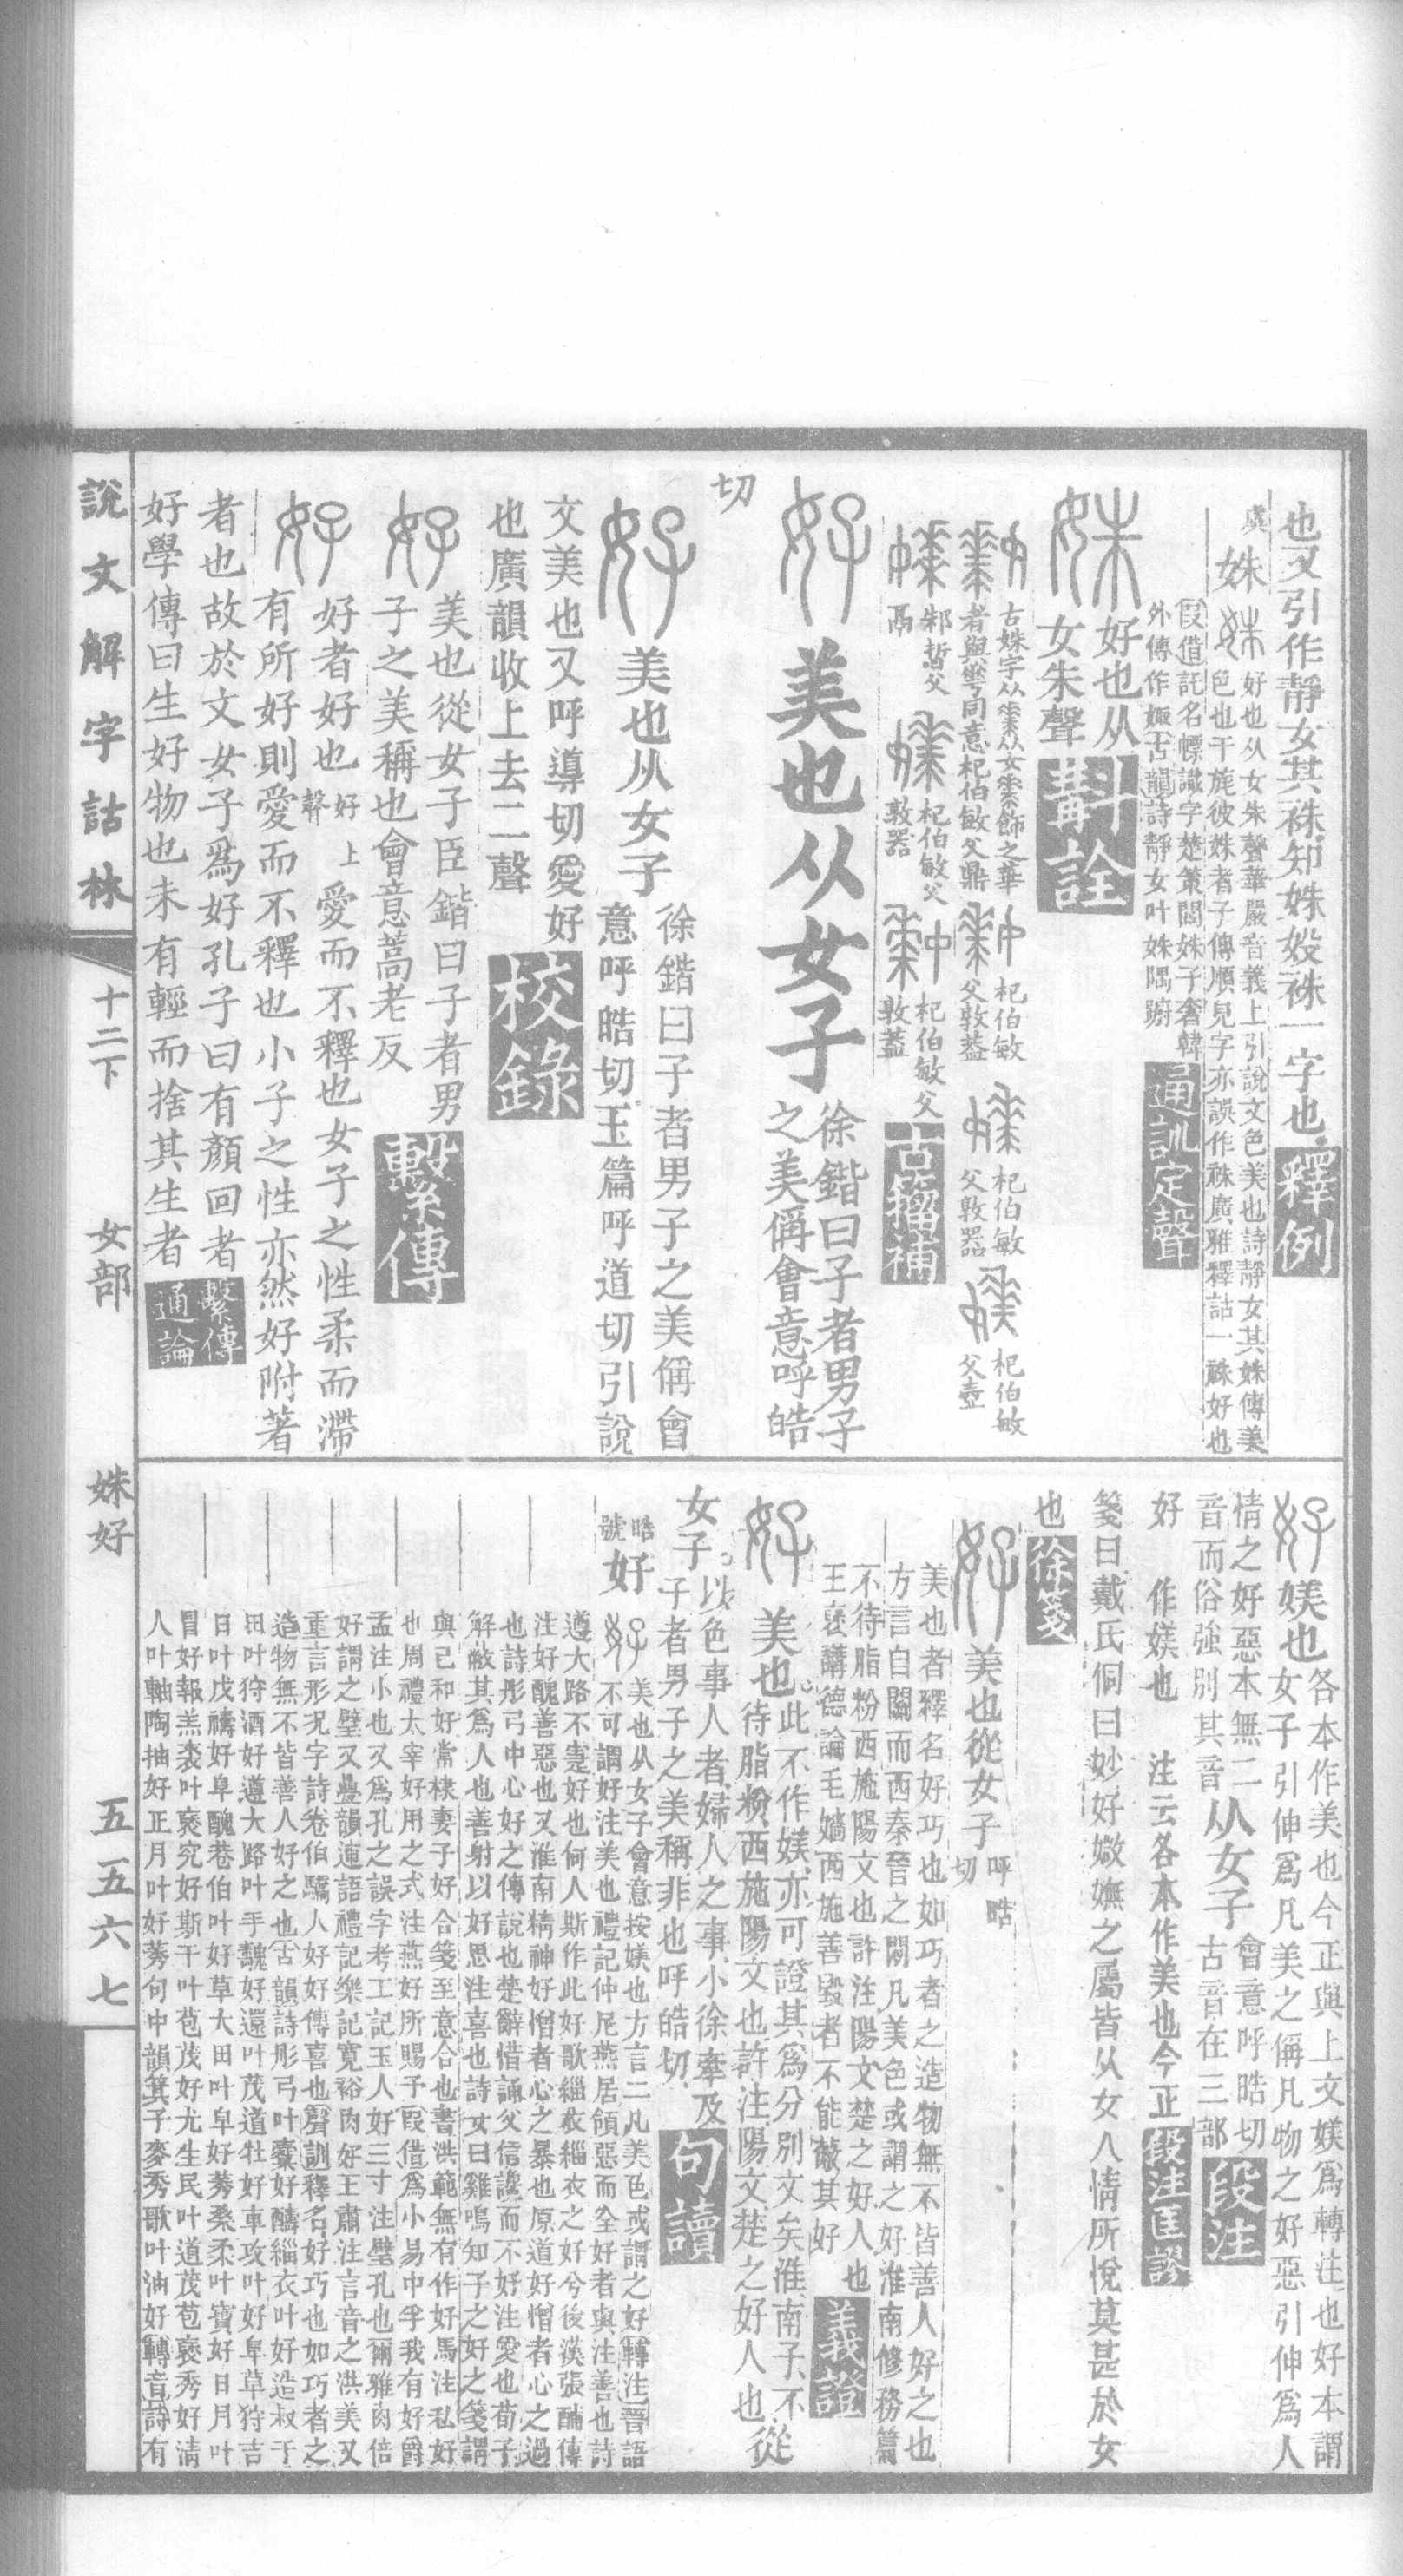 也又引作靜女其袾知姝㚲袾一字也釋例
虞
姝 好也从女朱聲華嚴音義上引說文色美也詩靜女其姝傳美
色也干旄彼姝者子傳順見字亦誤作袾廣雅釋詁一袾好也
假借託名幖識字楚策閭姝子奢韓
外傳作娵古韻詩靜女叶姝隅躕通訓定聲
好也从
女朱聲斠詮
杞伯敏
父敦葢
杞伯敏
父敦器
杞伯敏
父壺
邾㫼父
鬲
杞伯敏父
敦器
杞伯敏父
敦葢
古籀補
美也从女子
徐鍇曰子者男子
之美偁會意呼皓
切
美也从女子
徐鍇曰子者男子之美偁會
意呼皓切玉篇呼道切引說
文美也又呼導切愛好
也廣韻收上去二聲校錄
美也從女子臣鍇曰子者男
子之美稱也會意蒿老反繫傳
好者好也好上聲愛而不釋也女子之性柔而滯
有所好則愛而不釋也小子之性亦然好附著
者也故於文女子爲好孔子曰有顏回者
好學傳曰生好物也未有輕而捨其生者
繫傳
通論
媄也
各本作美也今正與上文媄爲轉注也好本謂
女子引伸爲凡美之偁凡物之好惡引伸爲人
情之好惡本無二
音而俗強別其音
从女子
會意呼皓切
古音在三部
段注
好 作媄也 注云各本作美也今正段注匡謬
箋曰戴氏侗曰妙好媺嫵之屬皆从女人情所悅莫甚於女
也徐箋
美也從女子
呼皓
切
美也者釋名好巧也如巧者之造物無不皆善人好之也
方言自關而西秦晉之閒凡美色或謂之好淮南修務篇
不待脂粉西施陽文也許注陽文楚之好人也
王襃講德論毛嬙西施善毀者不能蔽其好義證
美也
此不作媄亦可證其爲分別文矣淮南子不
待脂粉西施陽文也許注陽文楚之好人也
從
女子
以色事人者婦人之事小徐牽及
子者男子之美稱非也呼皓切
句讀
皓
號
好 美也从女子會意按媄也方言二凡美色或謂之好轉注晉語
不可謂好注美也禮記仲尼燕居領惡而全好者與注善也詩
遵大路不寁好也何人斯作此好歌緇衣緇衣之好兮後漢張酺傳
注好醜善惡也又淮南精神好憎者心之暴也原道好憎者心之過
也詩彤弓中心好之傳說也楚辭惜誦父信讒而不好注愛也荀子
解蔽其爲人也善射以好思注喜也詩女曰雞鳴知子之好之箋謂
與己和好常棣妻子好合箋至意合也書洪範無有作好馬注私好
也周禮太宰好用之式注燕好所賜予假借爲小易中孚我有好爵
孟注小也又爲孔之誤字考工記玉人好三寸注璧孔也爾雅肉倍
好謂之璧又疊韻連語禮記樂記寬裕肉好王肅注言音之洪美又
重言形況字詩巷伯驕人好好傳喜也聲訓釋名好巧也如巧者之
造物無不皆善人好之也古韻詩彤弓叶櫜好醻緇衣叶好造叔于
田叶狩酒好遵大路叶手魗好還叶茂道牡好車攻叶好阜草狩吉
日叶戊禱好阜醜巷伯叶好草大田叶阜好莠桑柔叶寶好日月叶
冒好報羔裘叶褎究好斯干叶苞茂好尤生民叶道茂苞褎秀好清
人叶軸陶抽好正月叶好莠句中韻箕子麥秀歌叶油好轉音詩有
說文解字詁林
十二下
女部
姝好
五五六七